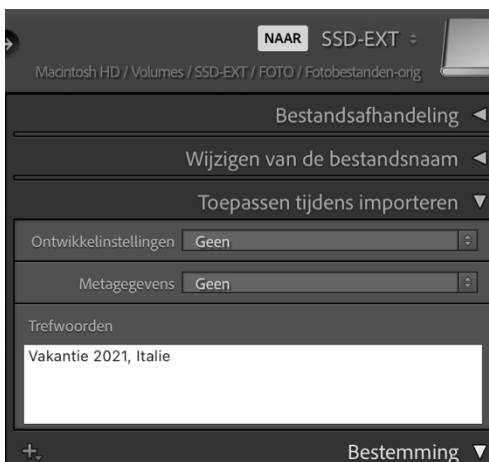 NAAR SSD-EXT
Macintosh HD / Volumes / SSD-EXT / FOTO / Fotobestanden-orig
Bestandsafhandeling
Wijzigen van de bestandsnaam
Toepassen tijdens importeren
Ontwikkelinstellingen Geen
Metagegevens Geen
Trefwoorden
Vakantie 2021, Italie
Bestemming